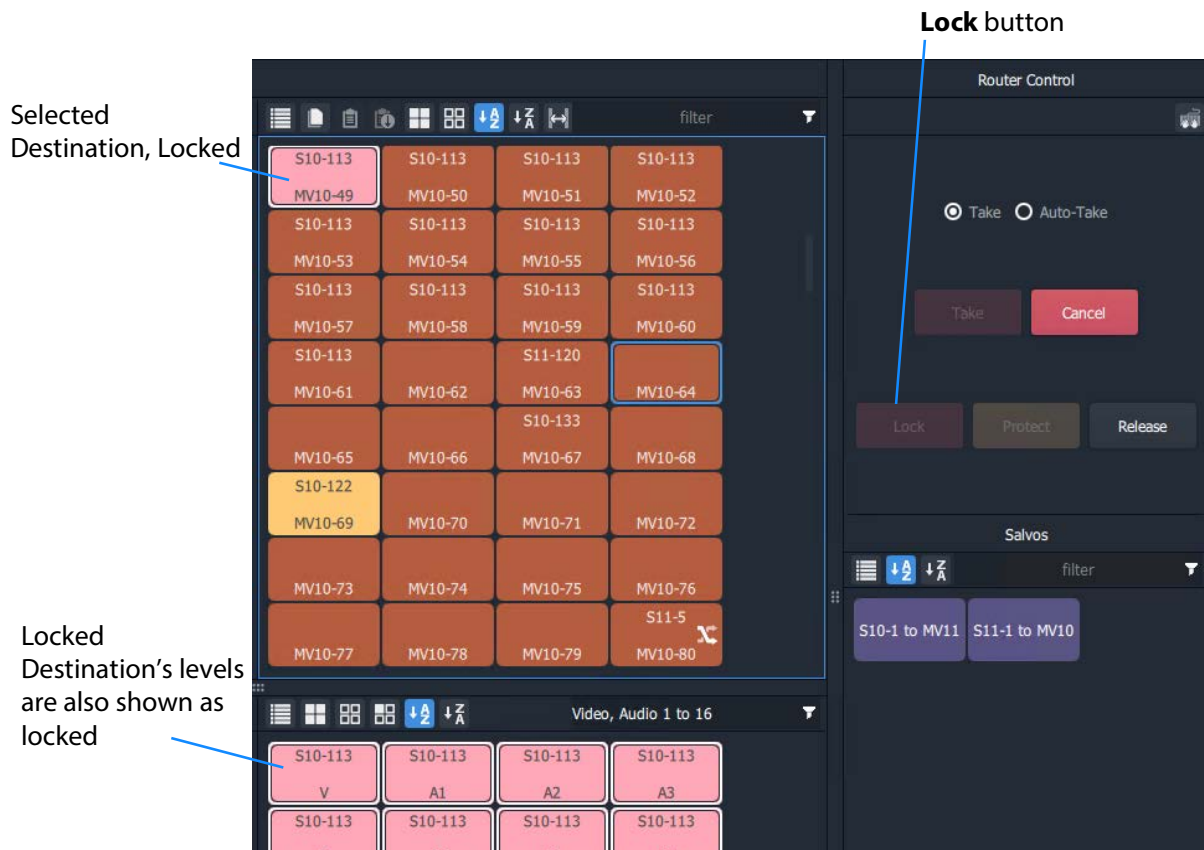 Lock button
Selected
Destination, Locked
Router Control
filter
S10-113 S10-113 S10-113 S10-113
MV10-49 MV10-50 MV10-51 MV10-52
S10-113 S10-113 S10-113 S10-113
MV10-53 MV10-54 MV10-55 MV10-56
S10-113 S10-113 S10-113 S10-113
MV10-57 MV10-58 MV10-59 MV10-60
S10-113 S11-120
MV10-61 MV10-62 MV10-63 MV10-64
S10-133
MV10-65 MV10-66 MV10-67 MV10-68
S10-122
MV10-69 MV10-70 MV10-71 MV10-72
MV10-73 MV10-74 MV10-75 MV10-76
S11-5
MV10-77 MV10-78 MV10-79 MV10-80
Take Auto-Take
Take Cancel
Lock Protect Release
Salvos
filter
S10-1 to MV11 S11-1 to MV10
Locked
Destination's levels
are also shown as
locked
Video, Audio 1 to 16
S10-113 S10-113 S10-113 S10-113
V A1 A2 A3
S10-113 S10-113 S10-113 S10-113